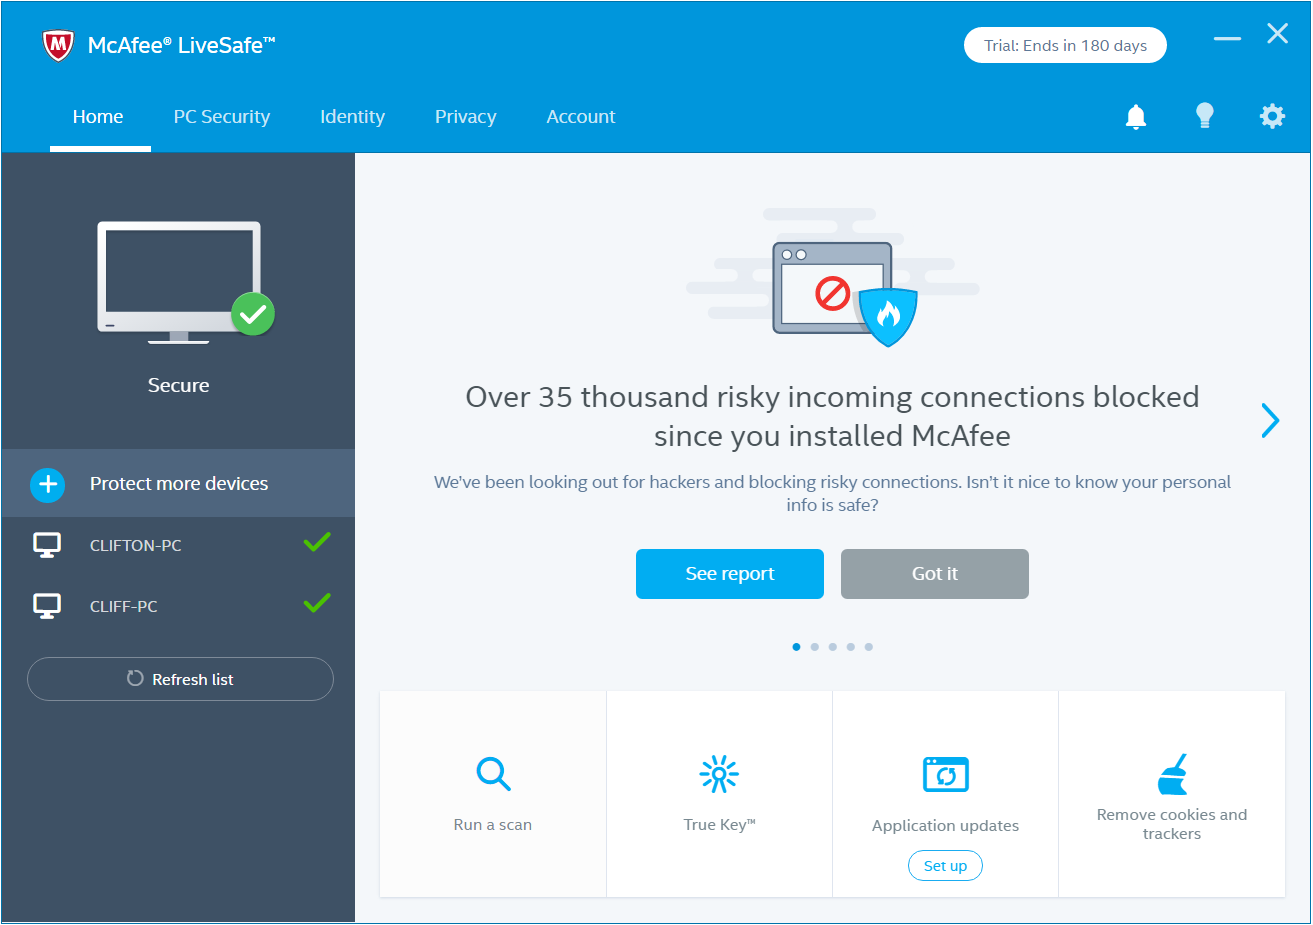 McAfee® LiveSafe™
Trial: Ends in 180 days
Home
PC Security
Identity
Privacy
Account
Secure
Protect more devices
CLIFTON-PC
CLIFF-PC
Refresh list
Over 35 thousand risky incoming connections blocked
since you installed McAfee
We've been looking out for hackers and blocking risky connections. Isn't it nice to know your personal
info is safe?
See report
Got it
Run a scan
True Key™
Application updates
Set up
Remove cookies and
trackers